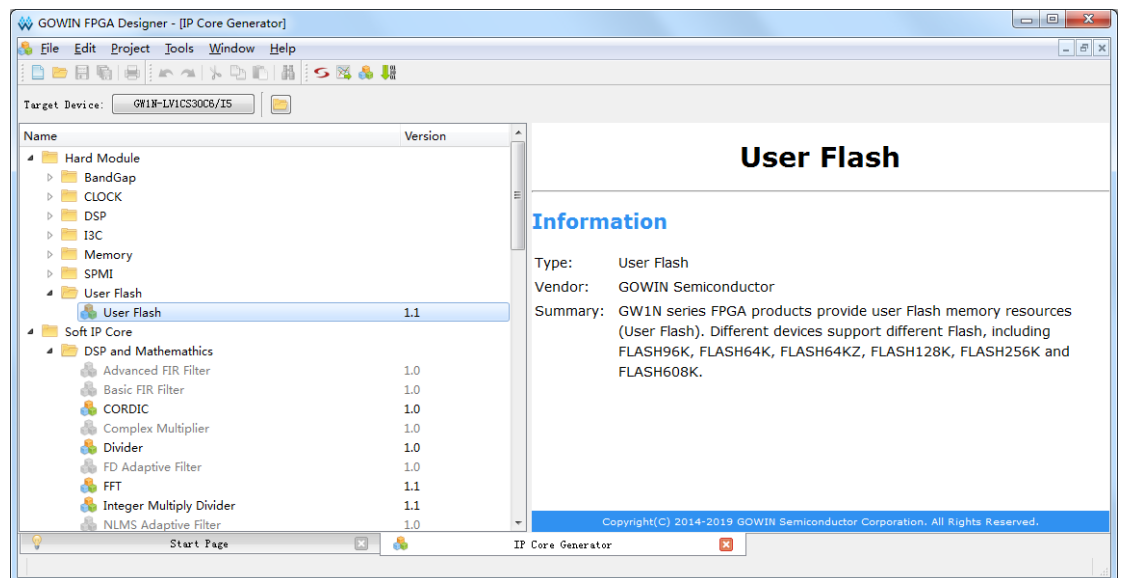 GOWIN FPGA Designer - [IP Core Generator]
File Edit Project Tools Window Help
Target Device: GW1N-LV1CS30C6/I5
Name Version
Hard Module
BandGap
CLOCK
DSP
I3C
Memory
SPMI
User Flash
User Flash 1.1
Soft IP Core
DSP and Mathemathics
Advanced FIR Filter 1.0
Basic FIR Filter 1.0
CORDIC 1.0
Complex Multiplier 1.0
Divider 1.0
FD Adaptive Filter 1.0
FFT 1.1
Integer Multiply Divider 1.1
NLMS Adaptive Filter 1.0
User Flash
Information
Type: User Flash
Vendor: GOWIN Semiconductor
Summary: GW1N series FPGA products provide user Flash memory resources
(User Flash). Different devices support different Flash, including
FLASH96K, FLASH64K, FLASH64KZ, FLASH128K, FLASH256K and
FLASH608K.
Copyright(C) 2014-2019 GOWIN Semiconductor Corporation. All Rights Reserved.
Start Page IP Core Generator